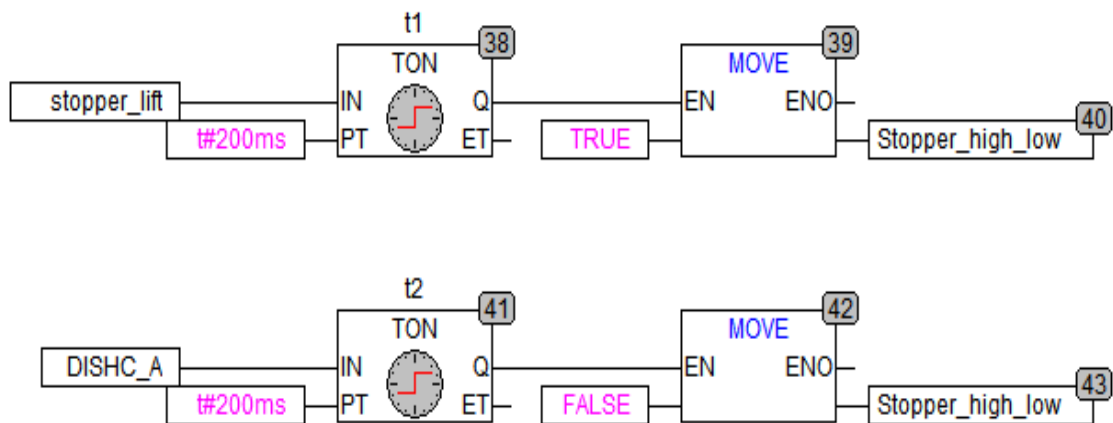 t1
38
39
TON
MOVE
stopper_lift
IN
Q
EN
ENO
40
t#200ms
PT
ET
TRUE
Stopper_high_low
t2
41
42
TON
MOVE
DISHC_A
IN
Q
EN
ENO
43
t#200ms
PT
ET
FALSE
Stopper_high_low